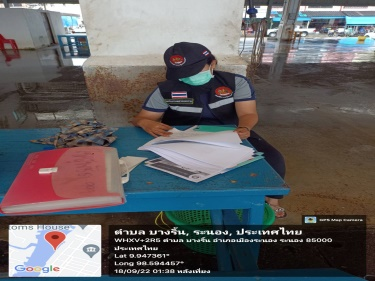 GPS Map Camera
ตำบล บางริ้น, ระนอง, ประเทศไทย
WHXV+2R5 ตำบล บางริ้น อำเภอเมืองระนอง ระนอง 85000
ประเทศไทย
Lat 9.947361°
Long 98.594457°
18/09/22 01:38 หลังเที่ยง
oms House
Google